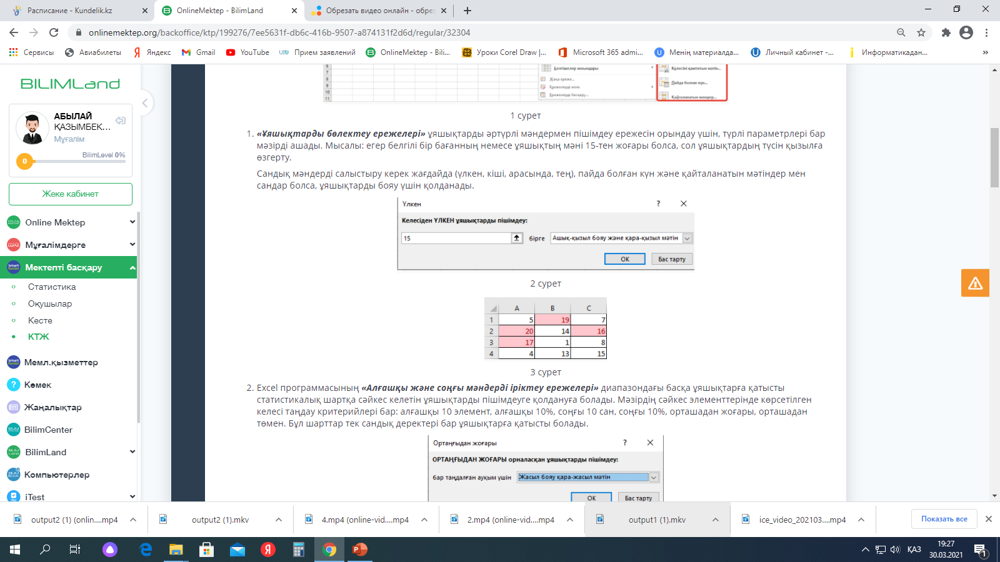 Расписание - Kundelik.kz
OnlineMektep - BilimLand
Обрезать видео онлайн - обрез
onlinemektep.org/backoffice/ktp/199276/7ee5631f-db6c-416b-9507-a874131f2d6d/regular/32304
Сервисы
Авиабилеты
Яндекс
Gmail
YouTube
Прием заявлений
OnlineMektep - Bili...
Уроки Corel Draw |...
Microsoft 365 admi...
Менің материалда...
Личный кабинет -...
Информатикадан...
»
BILIMLand
АБЫЛАЙ
ҚАЗЫМБЕК...
Мұғалім
BilimLevel 0%
0
Жеке кабинет
Online Mektep
Мұғалімдерге
Мектепті басқару
Статистика
Оқушылар
Кесте
КТЖ
Мемл.қызметтер
Көмек
Жаңалықтар
BilimCenter
BilimLand
Компьютерлер
iTest
6
7
8
9
10
11
Белгішелер жиындары
Жаңа ереже...
Ережелерді жою
Ережелерді басқару...
Келесіні қамтитын мәтін...
Пайда болған күн...
Қайталанатын мәндер...
1 сурет
1. «Ұяшықтарды бөлектеу ережелері» ұяшықтарды әртүрлі мәндермен пішімдеу ережесін орындау үшін, түрлі параметрлері бар
мәзірді ашады. Мысалы: егер белгілі бір бағанның немесе ұяшықтың мәні 15-тен жоғары болса, сол ұяшықтардың түсін қызылға
өзгерту.
Сандық мәндерді салыстыру керек жағдайда (үлкен, кіші, арасында, тең), пайда болған күн және қайталанатын мәтіндер мен
сандар болса, ұяшықтарды бояу үшін қолданады.
Үлкен ?
Келесіден ҮЛКЕН ұяшықтарды пішімдеу:
15 бірге Ашық-қызыл бояу және қара-қызыл мәтін
ОК Бас тарту
2 сурет
A B C
1 5 19 7
2 20 14 16
3 17 1 8
4 4 13 15
3 сурет
2. Excel программасының «Алғашқы және соңғы мәндерді іріктеу ережелері» диапазондағы басқа ұяшықтарға қатысты
статистикалық шартқа сәйкес келетін ұяшықтарды пішімдеуге қолдануға болады. Мәзірдің сәйкес элементтерінде көрсетілген
келесі таңдау критерийлері бар: алғашқы 10 элемент, алғашқы 10%, соңғы 10 сан, соңғы 10%, орташадан жоғары, орташадан
төмен. Бұл шарттар тек сандық деректері бар ұяшықтарға қатысты болады.
Ортаңғыдан жоғары ?
ОРТАҢҒЫДАН ЖОҒАРЫ орналасқан ұяшықтарды пішімдеу:
бар таңдалған ауқым үшін Жасыл бояу қара-жасыл мәтін
ОК Бас тарту
output2 (1) (onlin....mp4
output2 (1).mkv
4.mp4 (online-vid....mp4
2.mp4 (online-vid....mp4
output1 (1).mkv
ice_video_202103....mp4
Показать все
ҚАЗ
19:27
30.03.2021
1